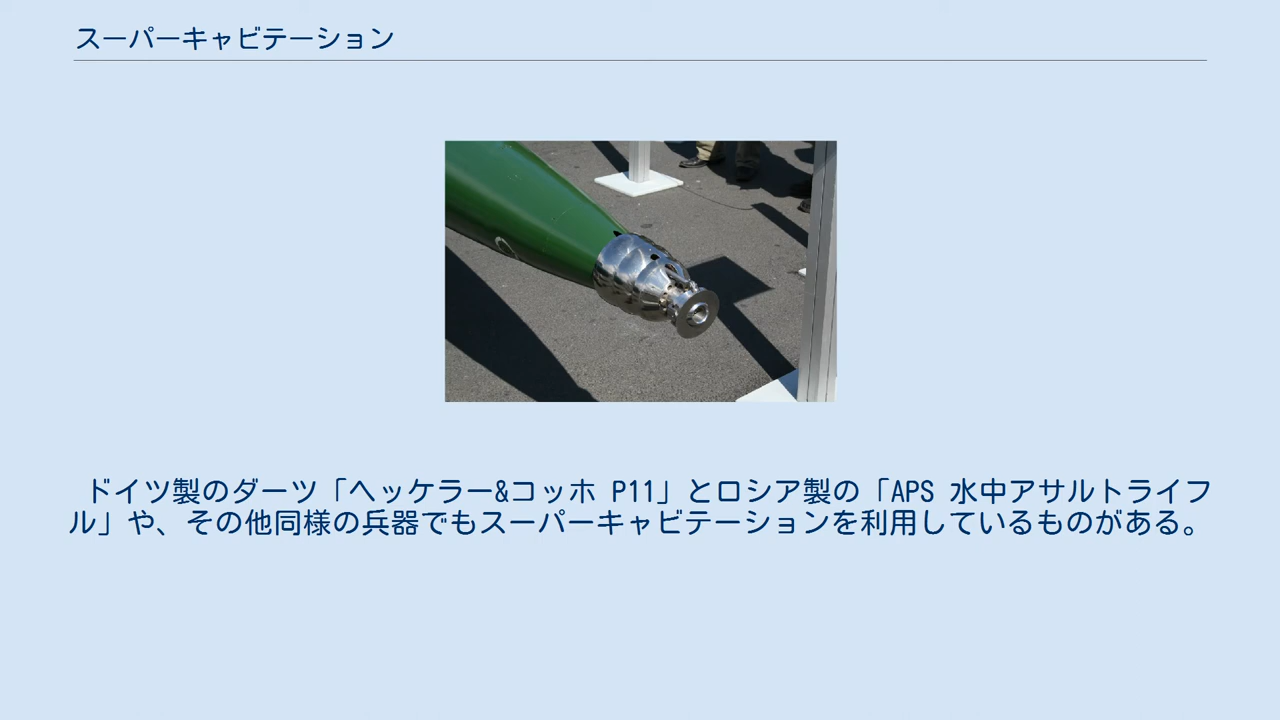 スーパーキャビテーション
ドイツ製のダーツ「ヘッケラー&コッホ P11」とロシア製の「APS 水中アサルトライフ
ル」や、その他同様の兵器でもスーパーキャビテーションを利用しているものがある。